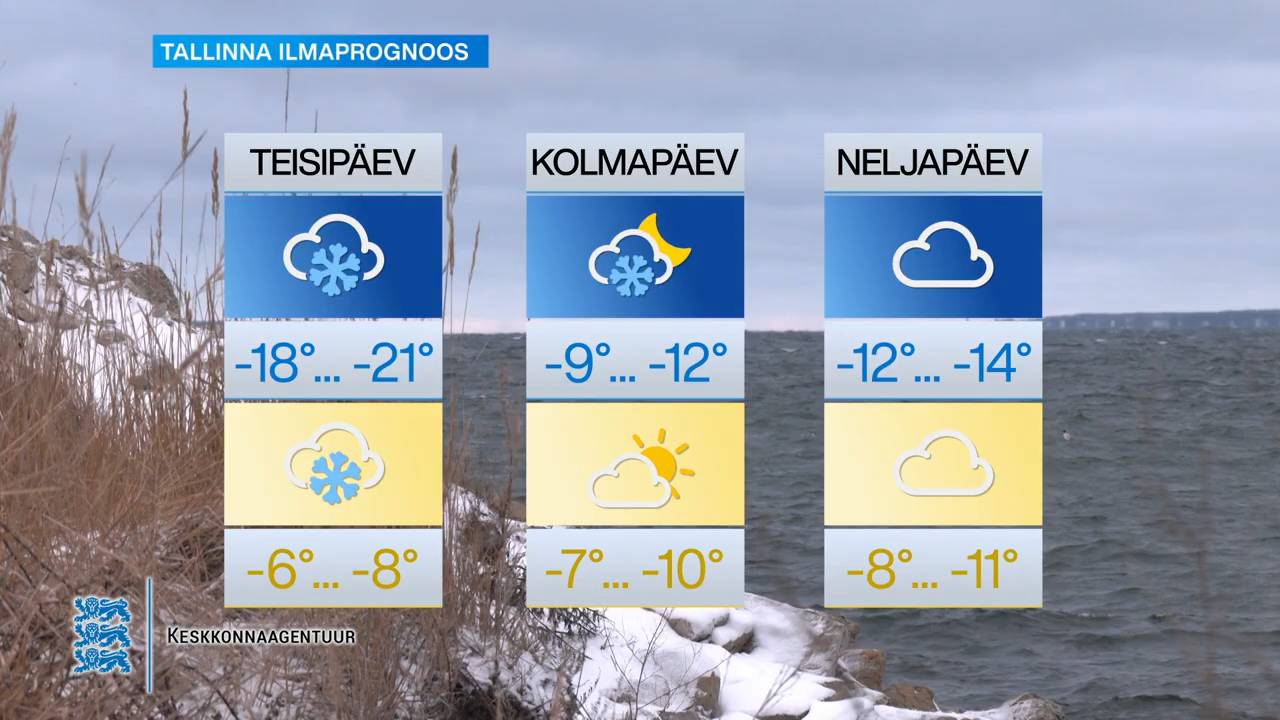 TALLINNA ILMAPROGNOOS
TEISIPÄEV
-18°... -21°
-6°... -8°
KOLMAPÄEV
-9°... -12°
-7°... -10°
NELJAPÄEV
-12°... -14°
-8°... -11°
KESKKONNAAGENTUUR